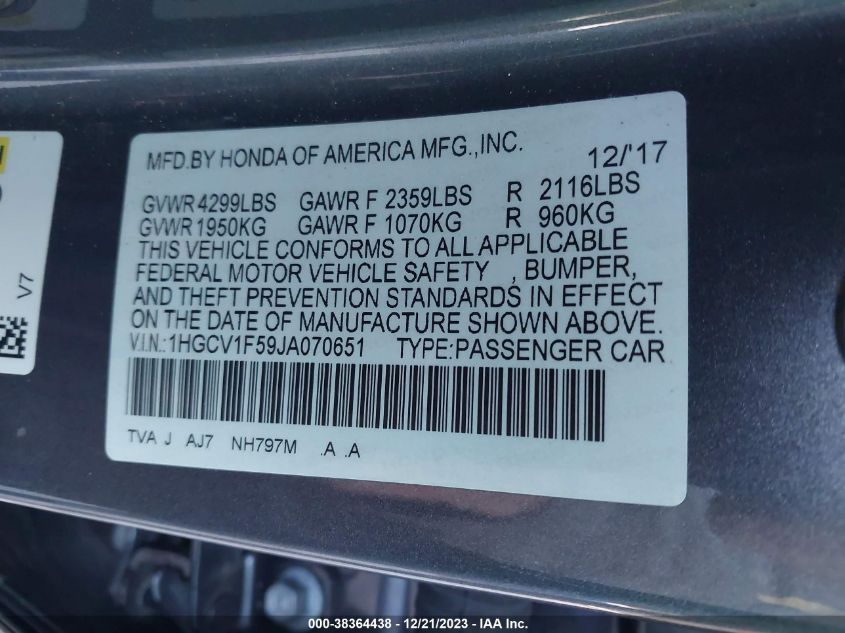 MFD.BY HONDA OF AMERICA MFG.,INC. 12/'17
GVWR 4299LBS GAWR F 2359LBS R 2116LBS
GVWR 1950KG GAWR F 1070KG R 960KG
THIS VEHICLE CONFORMS TO ALL APPLICABLE
FEDERAL MOTOR VEHICLE SAFETY , BUMPER,
AND THEFT PREVENTION STANDARDS IN EFFECT
ON THE DATE OF MANUFACTURE SHOWN ABOVE.
V.I.N.:1HGCV1F59JA070651 TYPE:PASSENGER CAR
TVA J AJ7 NH797M .A .A
V7
000-38364438 - 12/21/2023 - IAA Inc.